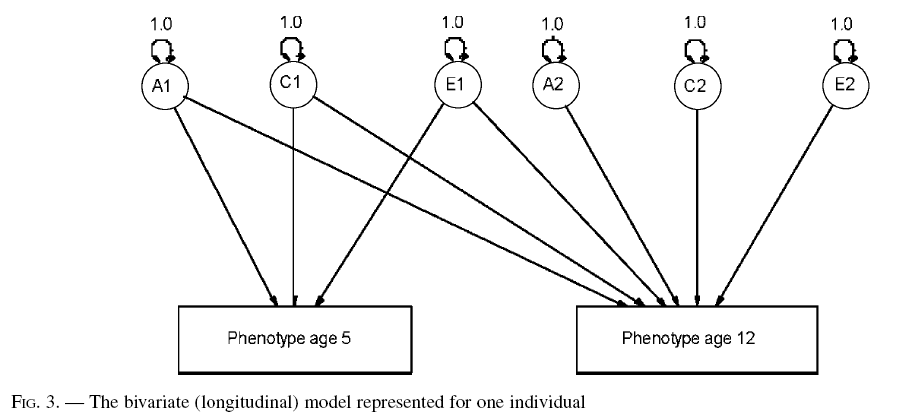 1.0 1.0 1.0 1.0 1.0 1.0
A1 C1 E1 A2 C2 E2
Phenotype age 5 Phenotype age 12
FIG. 3. — The bivariate (longitudinal) model represented for one individual